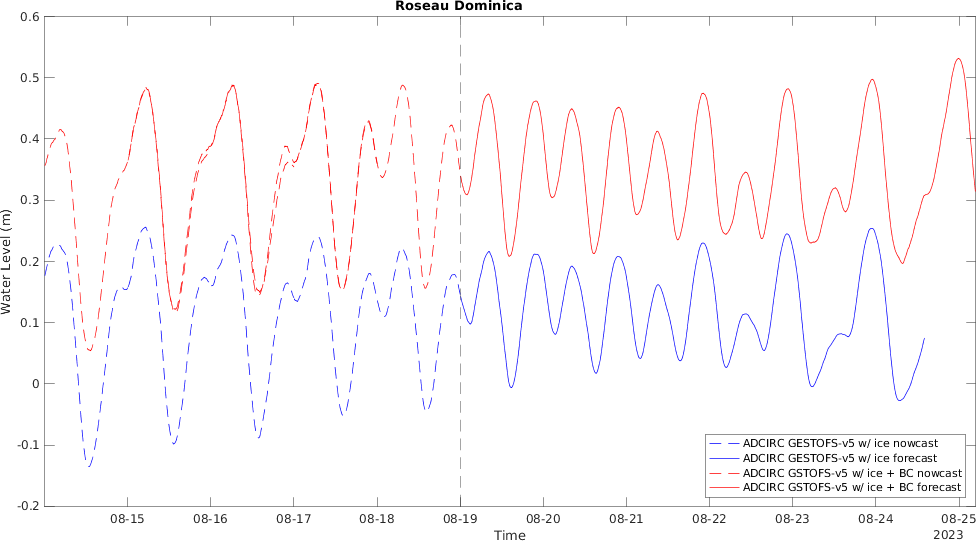 Roseau Dominica
0.6
0.5
0.4
0.3
0.2
0.1
0
-0.1
-0.2
Water Level (m)
ADCIRC GESTOFS-v5 w/ ice nowcast
ADCIRC GESTOFS-v5 w/ ice forecast
ADCIRC GSTOFS-v5 w/ ice + BC nowcast
ADCIRC GSTOFS-v5 w/ ice + BC forecast
08-15 08-16 08-17 08-18 08-19 08-20 08-21 08-22 08-23 08-24 08-25
Time
2023